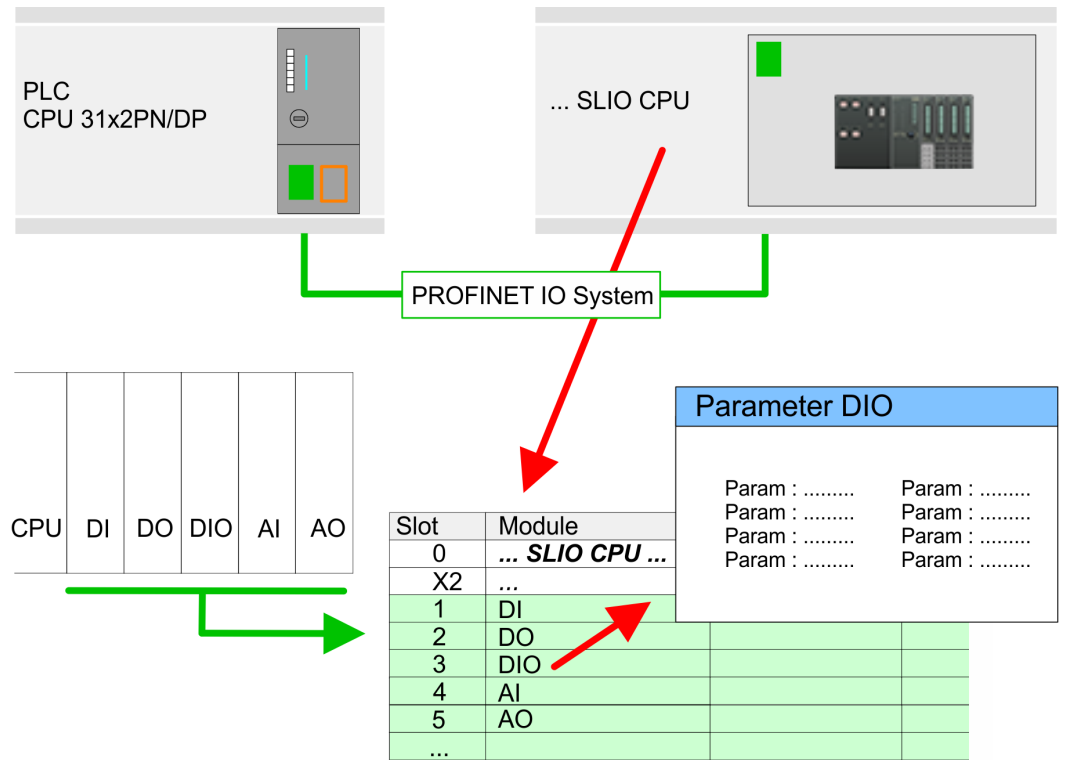 PLC
CPU 31x2PN/DP
... SLIO CPU
PROFINET IO System
CPU DI DO DIO AI AO
Parameter DIO
Param : ......... Param : .........
Param : ......... Param : .........
Param : ......... Param : .........
Param : ......... Param : .........
Slot Module
0 ... SLIO CPU ...
X2 ...
1 DI
2 DO
3 DIO
4 AI
5 AO
...